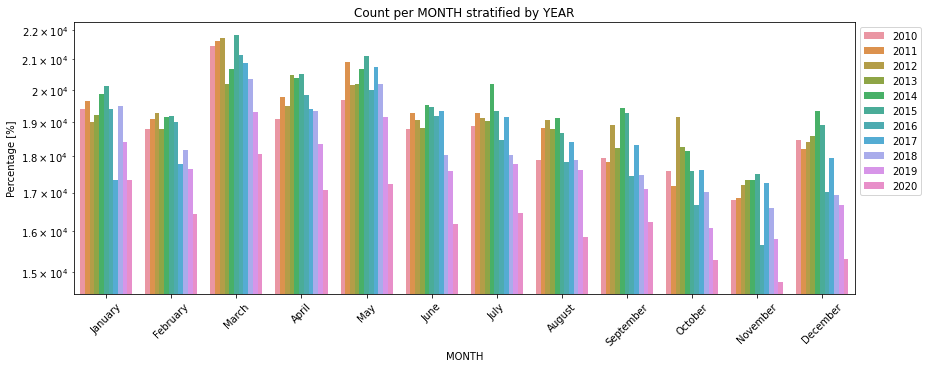 Count per MONTH stratified by YEAR
Percentage [%]
2.2 × 10⁴
2.1 × 10⁴
2 × 10⁴
1.9 × 10⁴
1.8 × 10⁴
1.7 × 10⁴
1.6 × 10⁴
1.5 × 10⁴
January
February
March
April
May
June
July
August
September
October
November
December
MONTH
2010
2011
2012
2013
2014
2015
2016
2017
2018
2019
2020